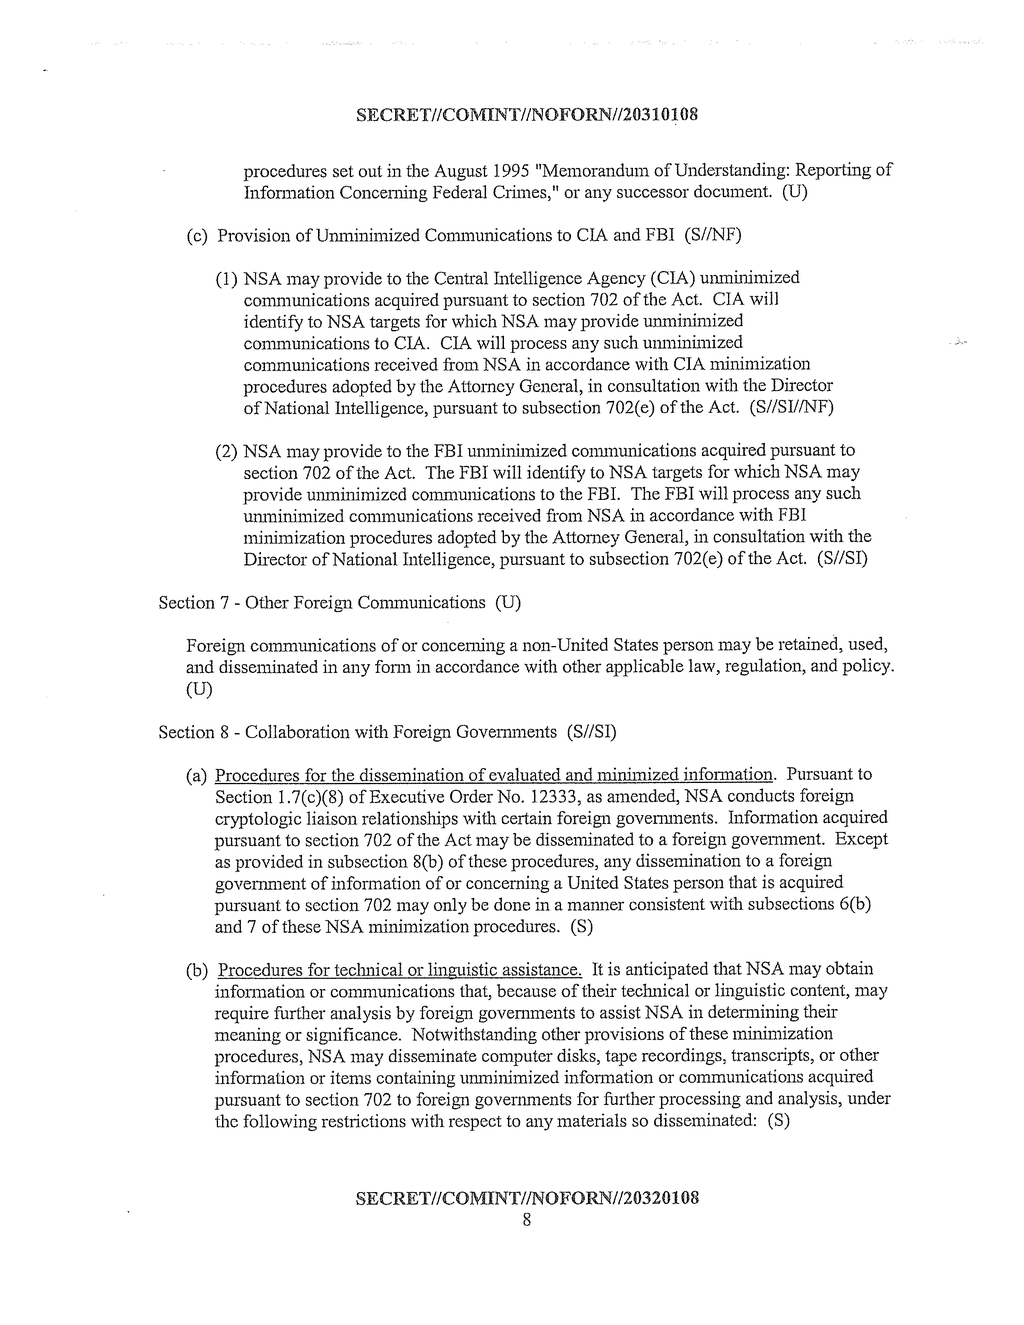 SECRET//COMINT//NOFORN//20310108
procedures set out in the August 1995 "Memorandum of Understanding: Reporting of
Information Concerning Federal Crimes," or any successor document. (U)
(c) Provision of Unminimized Communications to CIA and FBI (S//NF)
(1) NSA may provide to the Central Intelligence Agency (CIA) unminimized
communications acquired pursuant to section 702 of the Act. CIA will
identify to NSA targets for which NSA may provide unminimized
communications to CIA. CIA will process any such unminimized
communications received from NSA in accordance with CIA minimization
procedures adopted by the Attorney General, in consultation with the Director
of National Intelligence, pursuant to subsection 702(e) of the Act. (S//SI//NF)
(2) NSA may provide to the FBI unminimized communications acquired pursuant to
section 702 of the Act. The FBI will identify to NSA targets for which NSA may
provide unminimized communications to the FBI. The FBI will process any such
unminimized communications received from NSA in accordance with FBI
minimization procedures adopted by the Attorney General, in consultation with the
Director of National Intelligence, pursuant to subsection 702(e) of the Act. (S//SI)
Section 7 - Other Foreign Communications (U)
Foreign communications of or concerning a non-United States person may be retained, used,
and disseminated in any form in accordance with other applicable law, regulation, and policy.
(U)
Section 8 - Collaboration with Foreign Governments (S//SI)
(a) Procedures for the dissemination of evaluated and minimized information. Pursuant to
Section 1.7(c)(8) of Executive Order No. 12333, as amended, NSA conducts foreign
cryptologic liaison relationships with certain foreign governments. Information acquired
pursuant to section 702 of the Act may be disseminated to a foreign government. Except
as provided in subsection 8(b) of these procedures, any dissemination to a foreign
government of information of or concerning a United States person that is acquired
pursuant to section 702 may only be done in a manner consistent with subsections 6(b)
and 7 of these NSA minimization procedures. (S)
(b) Procedures for technical or linguistic assistance. It is anticipated that NSA may obtain
information or communications that, because of their technical or linguistic content, may
require further analysis by foreign governments to assist NSA in determining their
meaning or significance. Notwithstanding other provisions of these minimization
procedures, NSA may disseminate computer disks, tape recordings, transcripts, or other
information or items containing unminimized information or communications acquired
pursuant to section 702 to foreign governments for further processing and analysis, under
the following restrictions with respect to any materials so disseminated: (S)
SECRET//COMINT//NOFORN//20320108
8